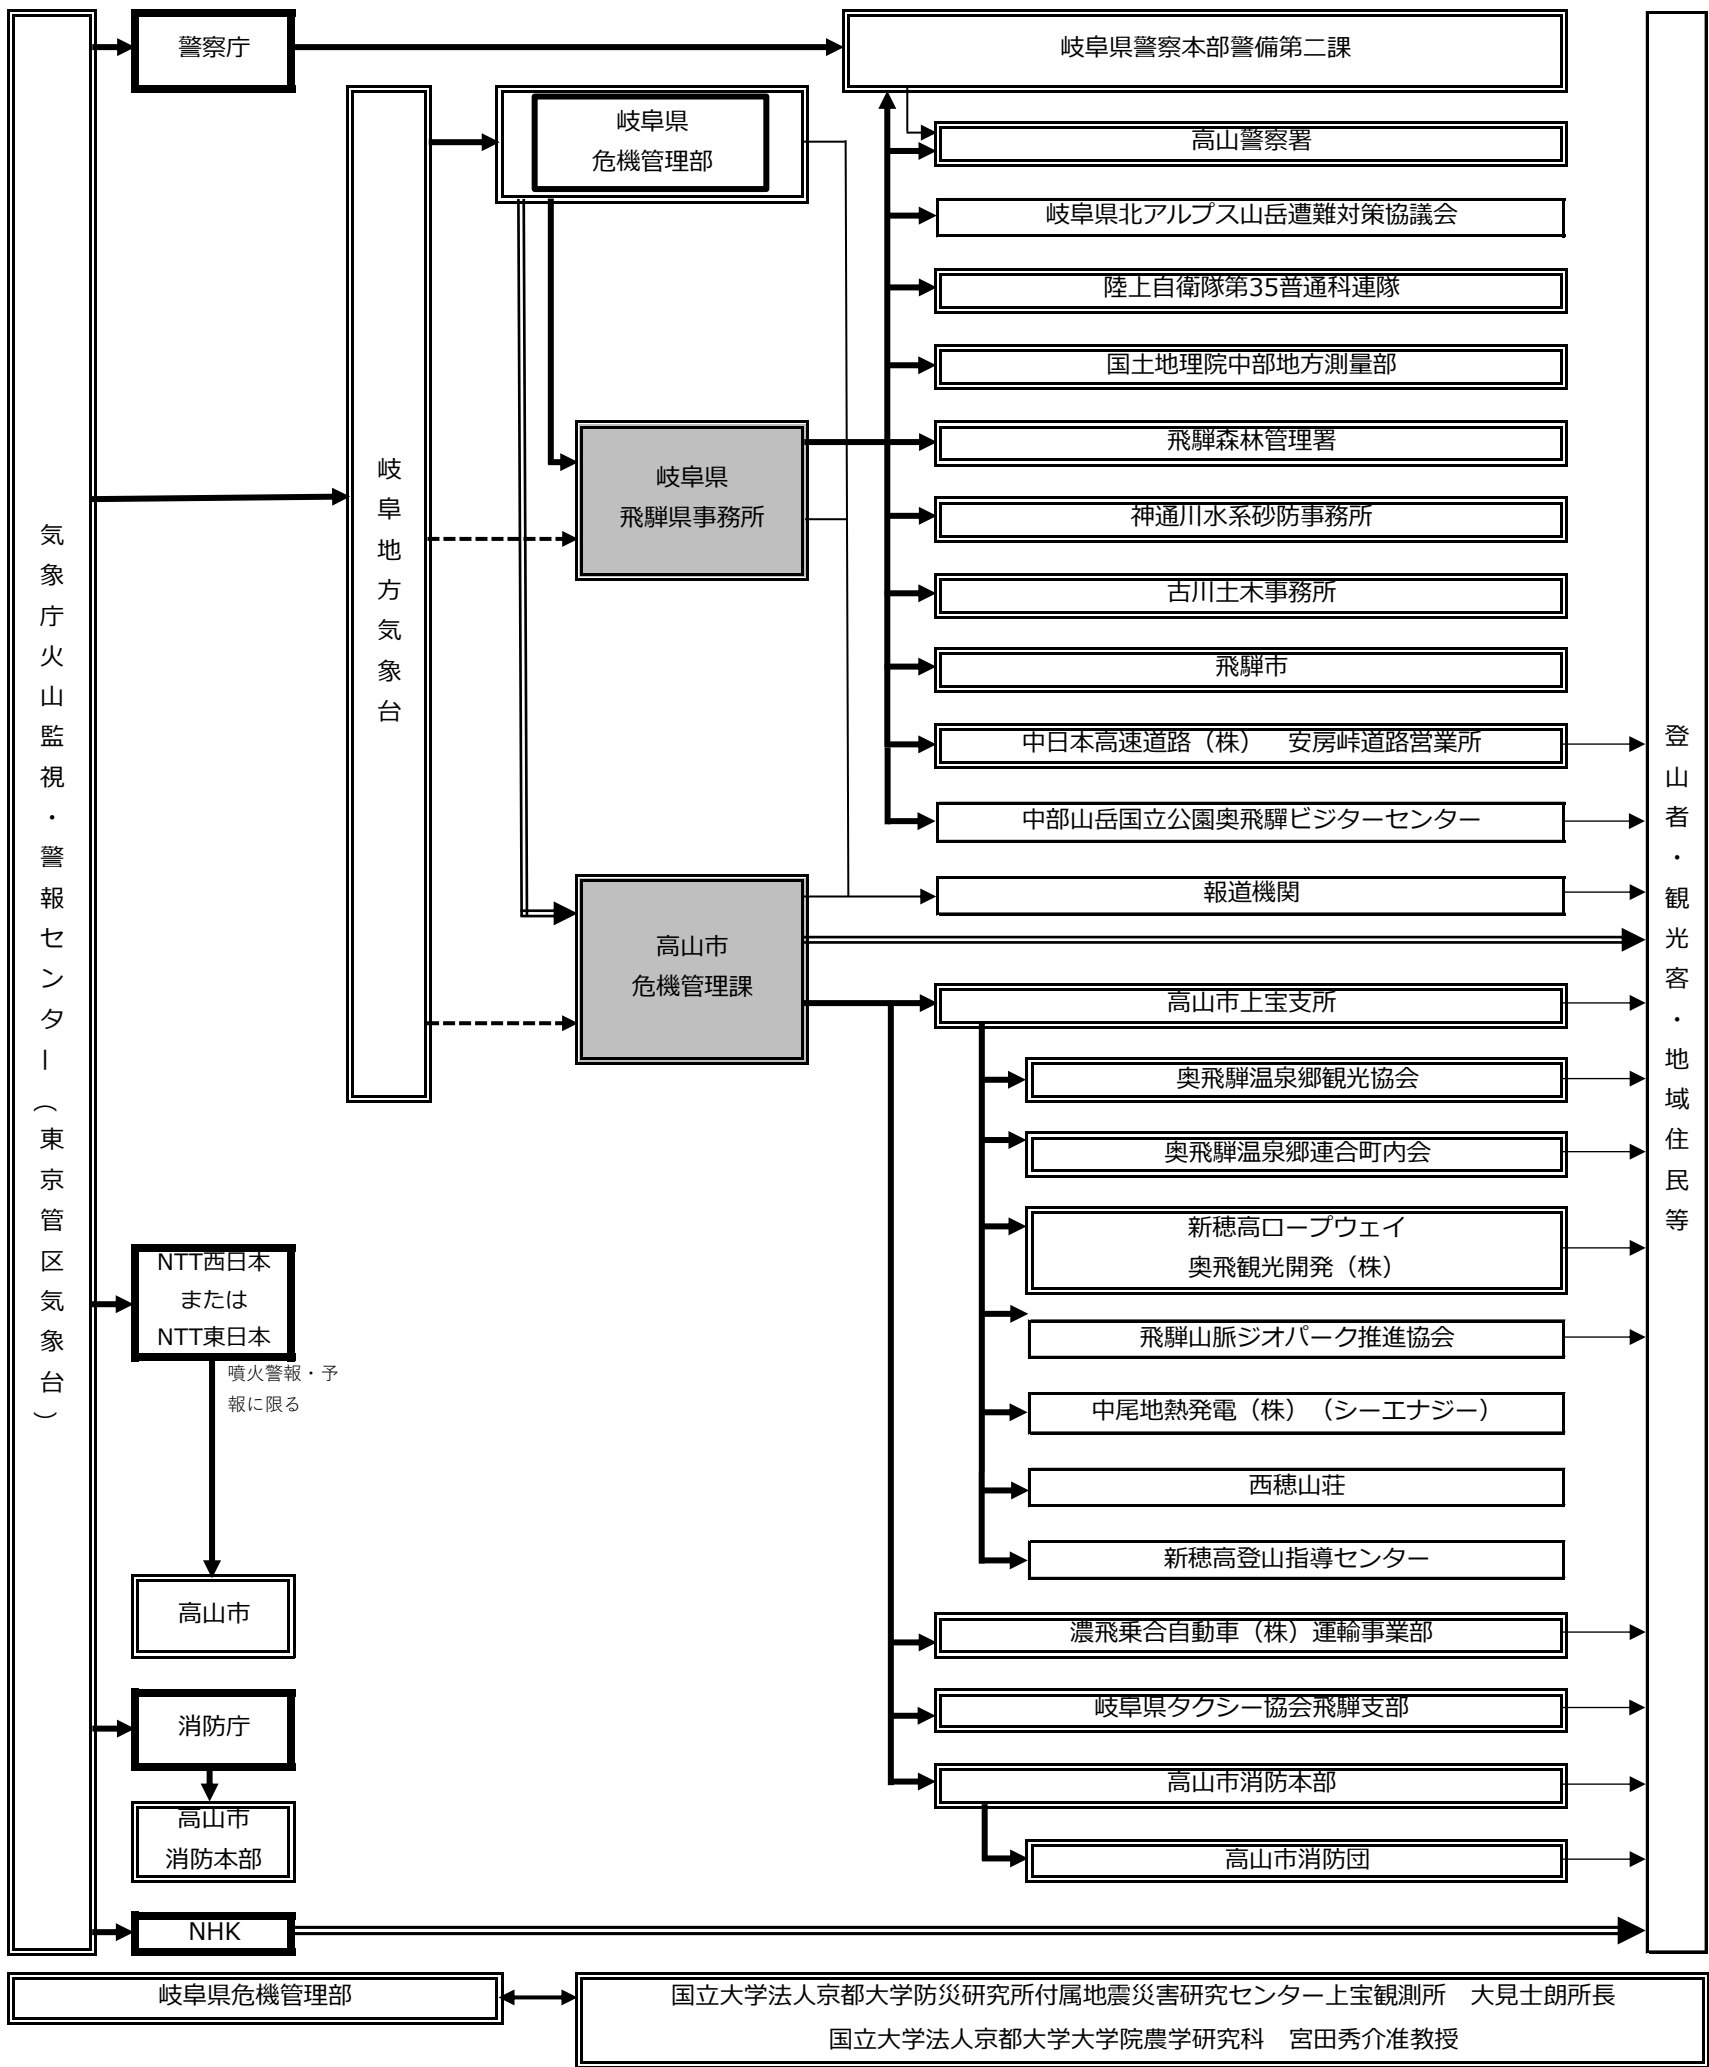 気象庁火山監視・警報センター（東京管区気象台）
警察庁
岐阜県警察本部警備第二課
岐阜地方気象台
岐阜県
危機管理部
高山警察署
岐阜県北アルプス山岳遭難対策協議会
陸上自衛隊第35普通科連隊
国土地理院中部地方測量部
岐阜県
飛騨県事務所
飛騨森林管理署
神通川水系砂防事務所
古川土木事務所
飛騨市
中日本高速道路（株）　安房峠道路営業所
中部山岳国立公園奥飛騨ビジターセンター
報道機関
高山市
危機管理課
高山市上宝支所
奥飛騨温泉郷観光協会
奥飛騨温泉郷連合町内会
新穂高ロープウェイ
奥飛観光開発（株）
飛騨山脈ジオパーク推進協会
中尾地熱発電（株）（シーエナジー）
西穂山荘
新穂高登山指導センター
濃飛乗合自動車（株）運輸事業部
岐阜県タクシー協会飛騨支部
高山市消防本部
高山市消防団
登山者・観光客・地域住民等
NTT西日本
または
NTT東日本
噴火警報・予
報に限る
高山市
消防庁
高山市
消防本部
NHK
岐阜県危機管理部
国立大学法人京都大学防災研究所付属地震災害研究センター上宝観測所　大見士朗所長
国立大学法人京都大学大学院農学研究科　宮田秀介准教授